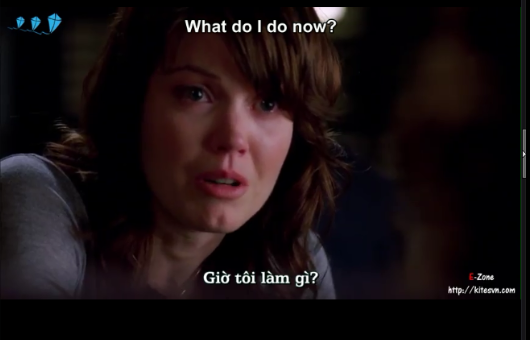 What do I do now?
Giờ tôi làm gì?
E-Zone
http://kitesvn.com